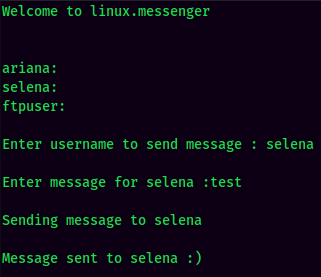 Welcome to linux.messenger
ariana:
selena:
ftpuser:
Enter username to send message : selena
Enter message for selena :test
Sending message to selena
Message sent to selena :)